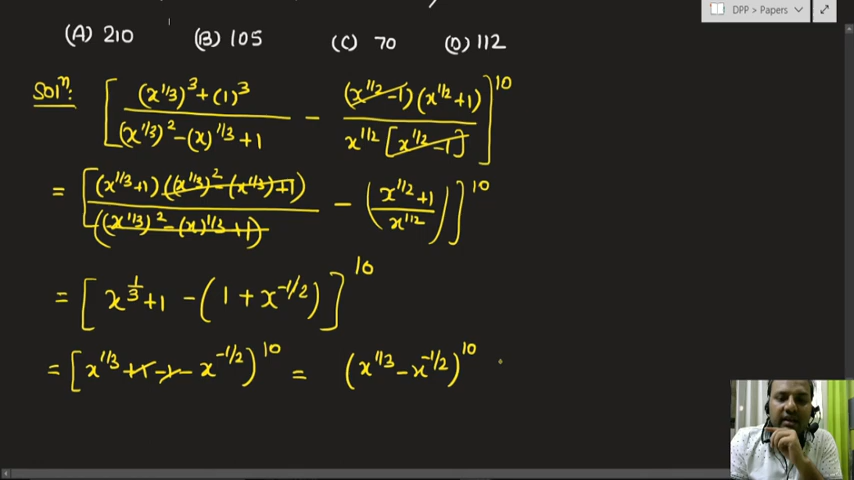 DPP > Papers
(A) 210 (B) 105 (C) 70 (D) 112
Solⁿ: [ ((x^1/3)^3 + (1)^3) / ((x^1/3)^2 - (x)^1/3 + 1) - ((x^1/2 - 1)(x^1/2 + 1)) / (x^1/2 [x^1/2 - 1]) ]^10
= [ ((x^1/3 + 1)((x^1/3)^2 - (x^1/3) + 1)) / ((x^1/3)^2 - (x)^1/3 + 1) - ((x^1/2 + 1) / x^1/2) ]^10
= [ x^1/3 + 1 - (1 + x^-1/2) ]^10
= [ x^1/3 + 1 - 1 - x^-1/2 )^10 = (x^1/3 - x^-1/2)^10